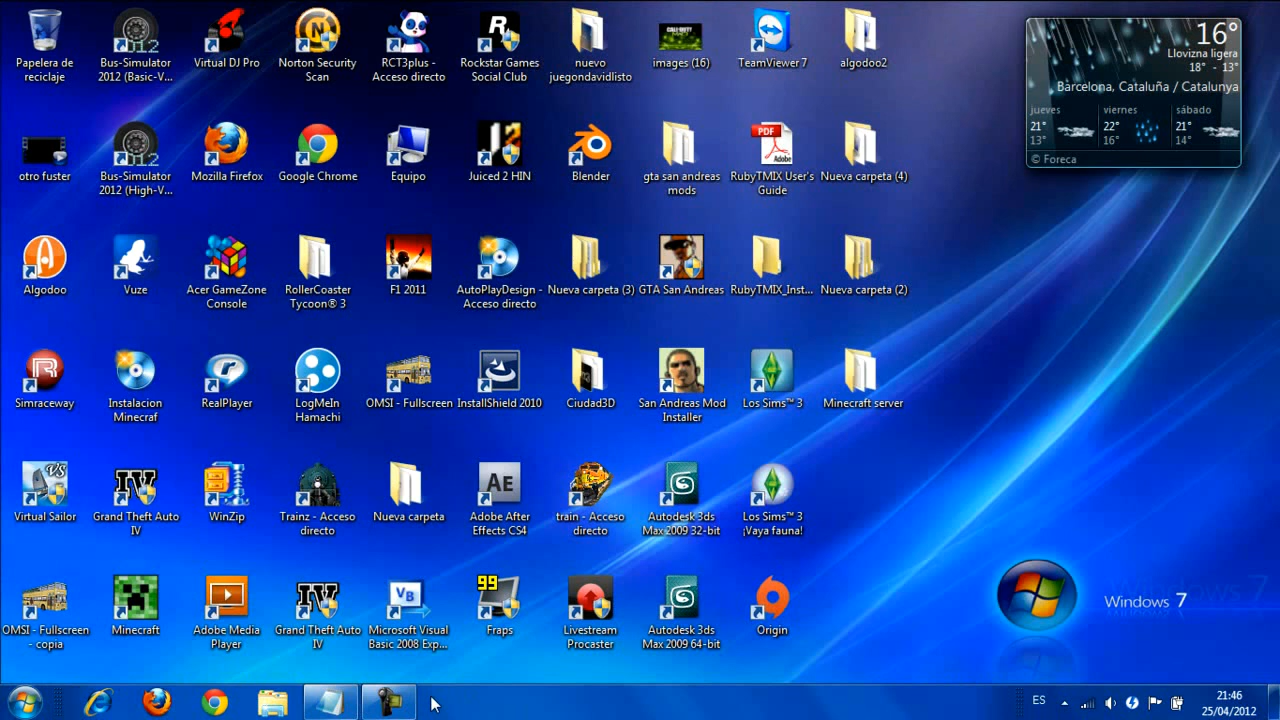 Papelera de
reciclaje
Bus-Simulator
2012 (Basic-V...
Virtual DJ Pro
Norton Security
Scan
RCT3plus -
Acceso directo
Rockstar Games
Social Club
nuevo
juegondavidlisto
images (16)
TeamViewer 7
algodoo2
otro fuster
Bus-Simulator
2012 (High-V...
Mozilla Firefox
Google Chrome
Equipo
Juiced 2 HIN
Blender
gta san andreas
mods
PDF
Adobe
RubyTMIX User's
Guide
Nueva carpeta (4)
Algodoo
Vuze
Acer GameZone
Console
RollerCoaster
Tycoon® 3
F1 2011
AutoPlayDesign -
Acceso directo
Nueva carpeta (3)
GTA San Andreas
RubyTMIX_Inst...
Nueva carpeta (2)
Simraceway
Instalacion
Minecraf
RealPlayer
LogMeIn
Hamachi
OMSI - Fullscreen
InstallShield 2010
Ciudad3D
San Andreas Mod
Installer
Los Sims™ 3
Minecraft server
Virtual Sailor
Grand Theft Auto
IV
WinZip
Trainz - Acceso
directo
Nueva carpeta
AE
Adobe After
Effects CS4
train - Acceso
directo
Autodesk 3ds
Max 2009 32-bit
Los Sims™ 3
¡Vaya fauna!
OMSI - Fullscreen
- copia
Minecraft
Adobe Media
Player
IV
Grand Theft Auto
IV
VB
Microsoft Visual
Basic 2008 Exp...
99
Fraps
Livestream
Procaster
Autodesk 3ds
Max 2009 64-bit
Origin
16°
Llovizna ligera
18° - 13°
Barcelona, Cataluña / Catalunya
jueves viernes sábado
21° 22° 21°
13° 16° 14°
© Foreca
Windows 7
ES
21:46
25/04/2012